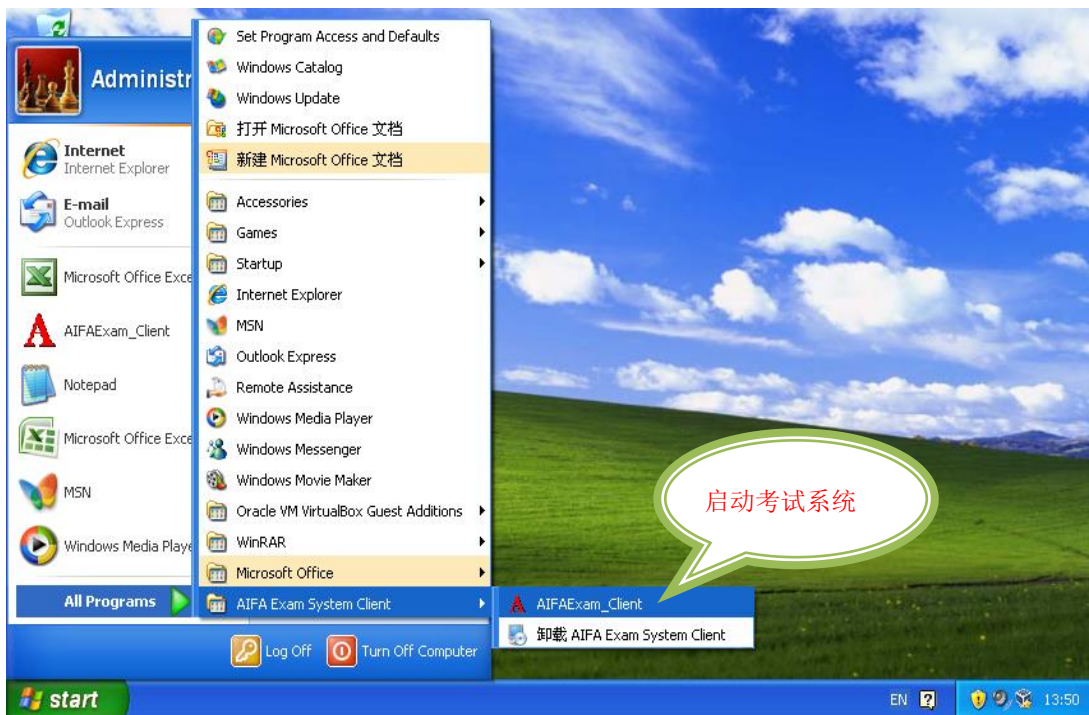 Administr
Internet
Internet Explorer
E-mail
Outlook Express
Microsoft Office Exce
AIFAExam_Client
Notepad
Microsoft Office Exce
MSN
Windows Media Playe
All Programs
Set Program Access and Defaults
Windows Catalog
Windows Update
打开 Microsoft Office 文档
新建 Microsoft Office 文档
Accessories
Games
Startup
Internet Explorer
MSN
Outlook Express
Remote Assistance
Windows Media Player
Windows Messenger
Windows Movie Maker
Oracle VM VirtualBox Guest Additions
WinRAR
Microsoft Office
AIFA Exam System Client
AIFAExam_Client
卸载 AIFA Exam System Client
启动考试系统
Log Off
Turn Off Computer
start
EN
13:50